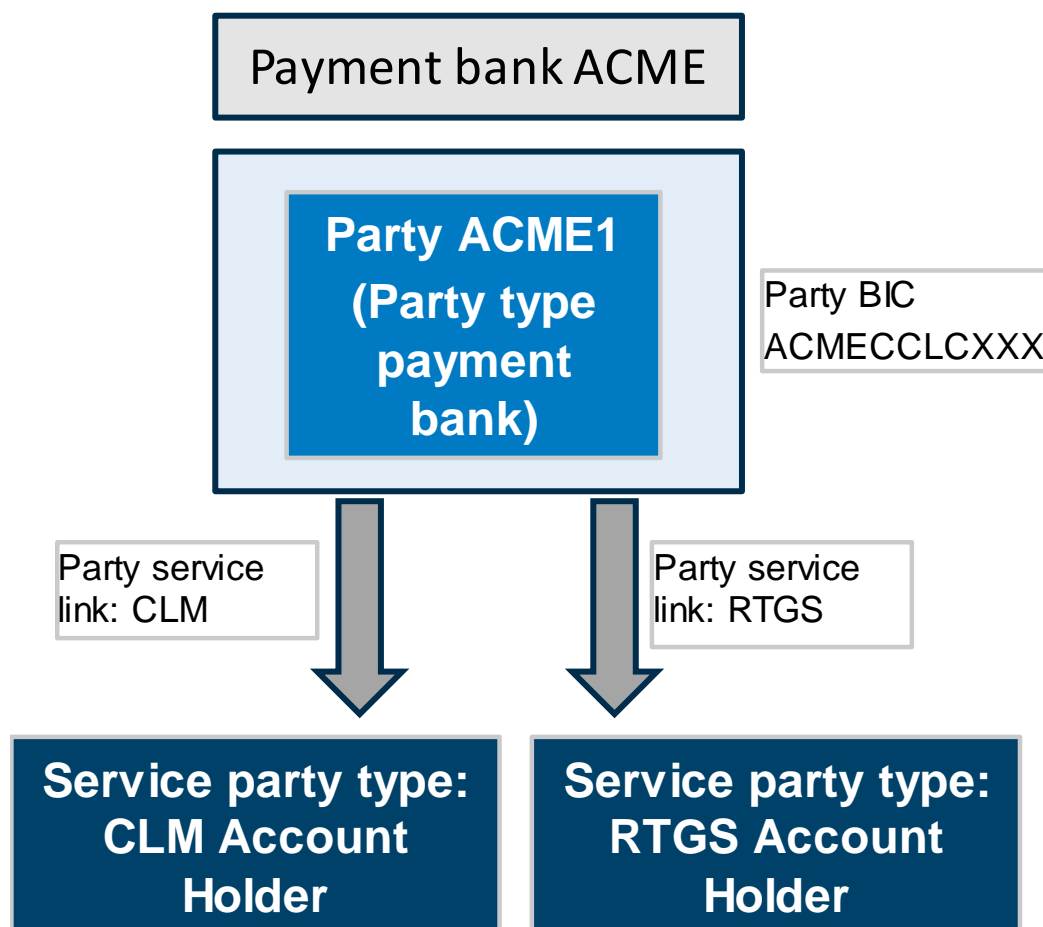 Payment bank ACME
Party ACME1
(Party type
payment
bank)
Party BIC
ACMECCLCXXX
Party service
link: CLM
Party service
link: RTGS
Service party type:
CLM Account
Holder
Service party type:
RTGS Account
Holder